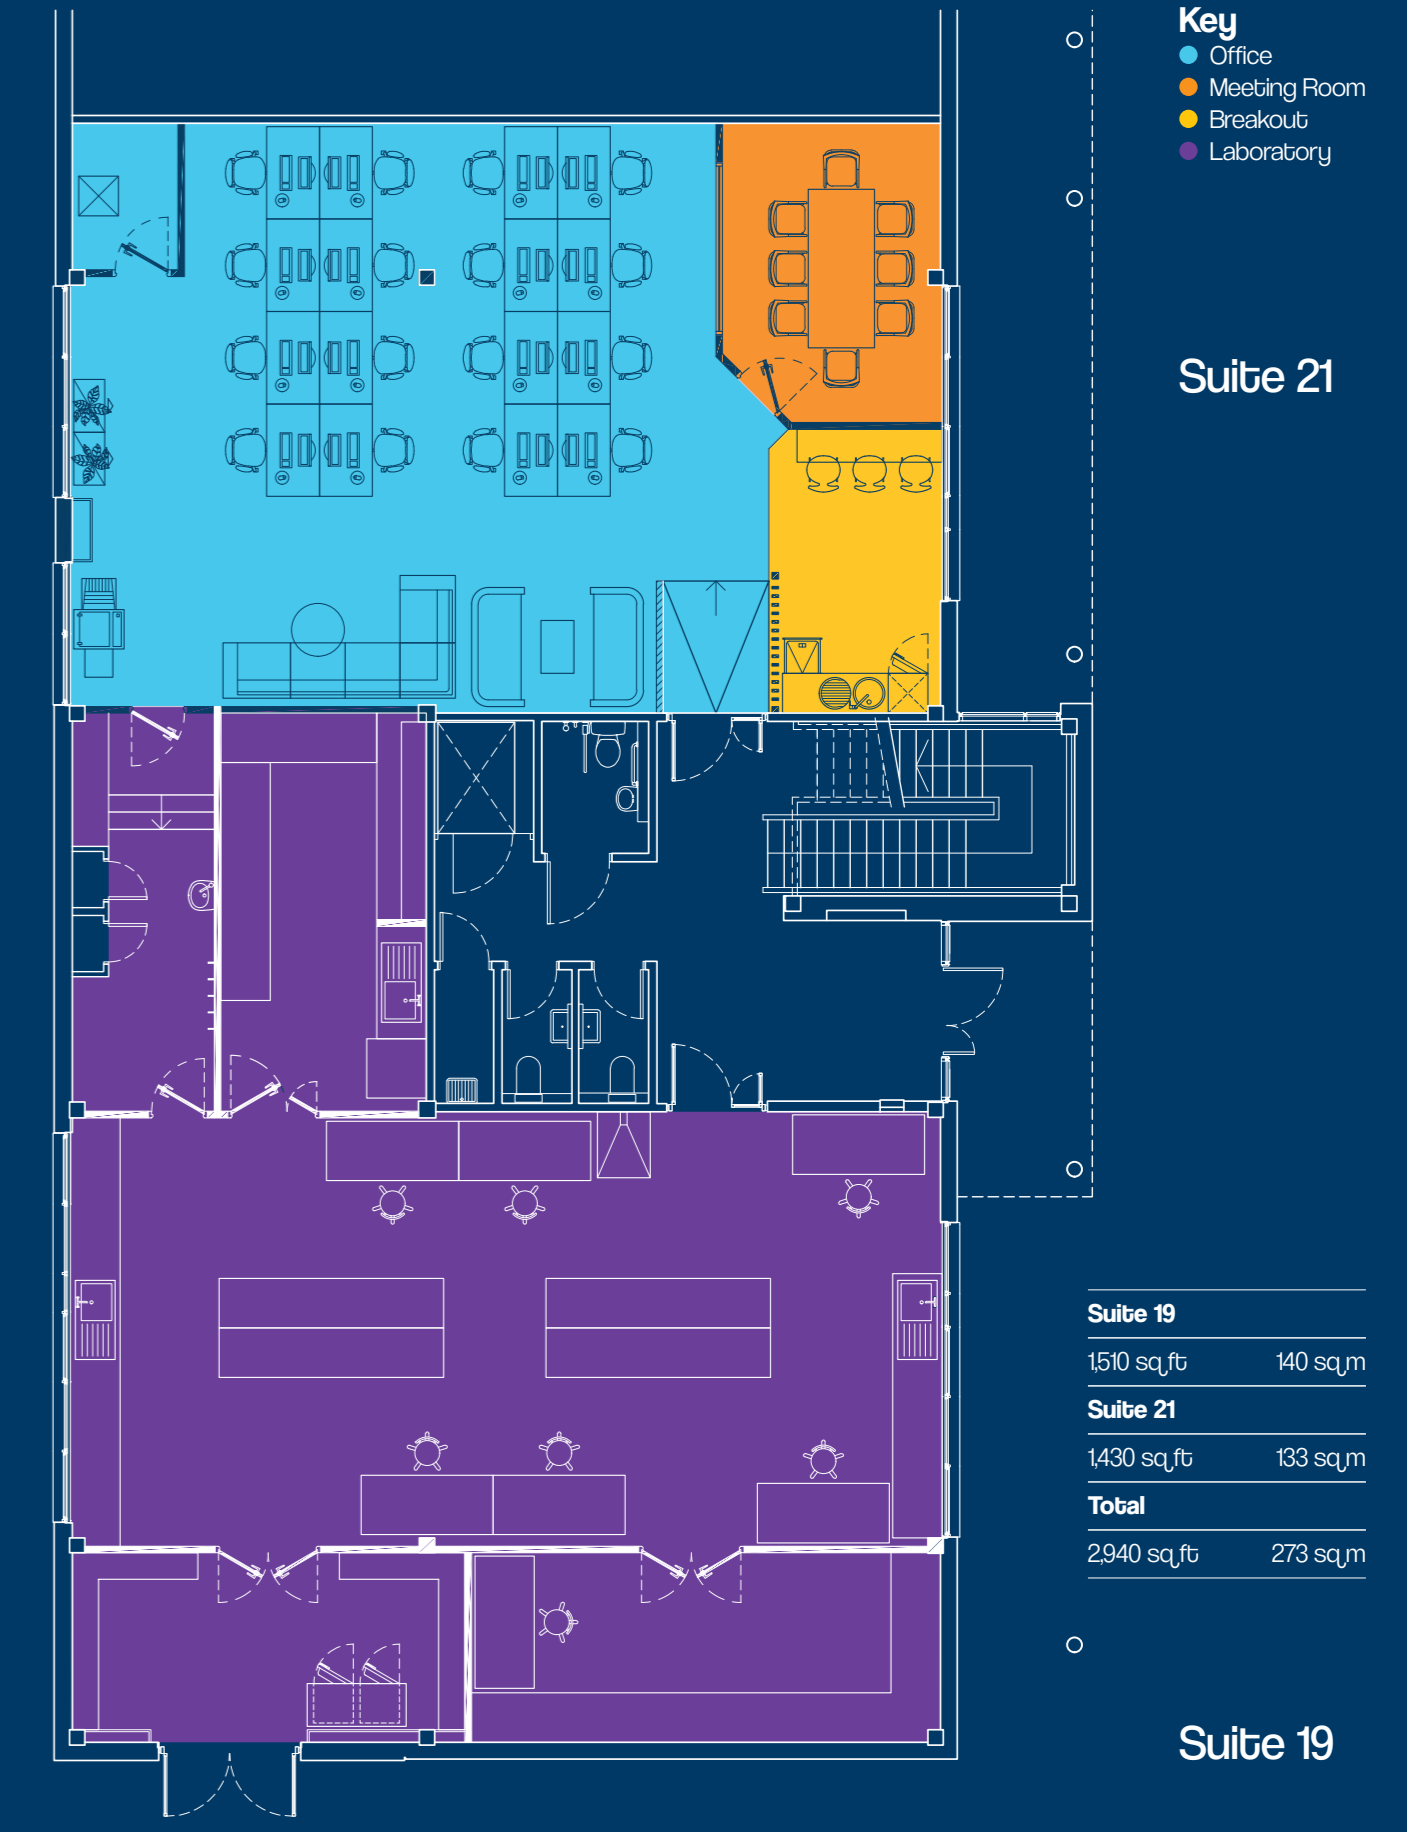 Key
Office
Meeting Room
Breakout
Laboratory
Suite 21
Suite 19
1,510 sq ft 140 sq m
Suite 21
1,430 sq ft 133 sq m
Total
2,940 sq ft 273 sq m
Suite 19